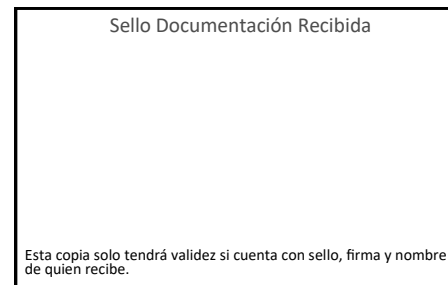 Sello Documentación Recibida
Esta copia solo tendrá validez si cuenta con sello, firma y nombre
de quien recibe.